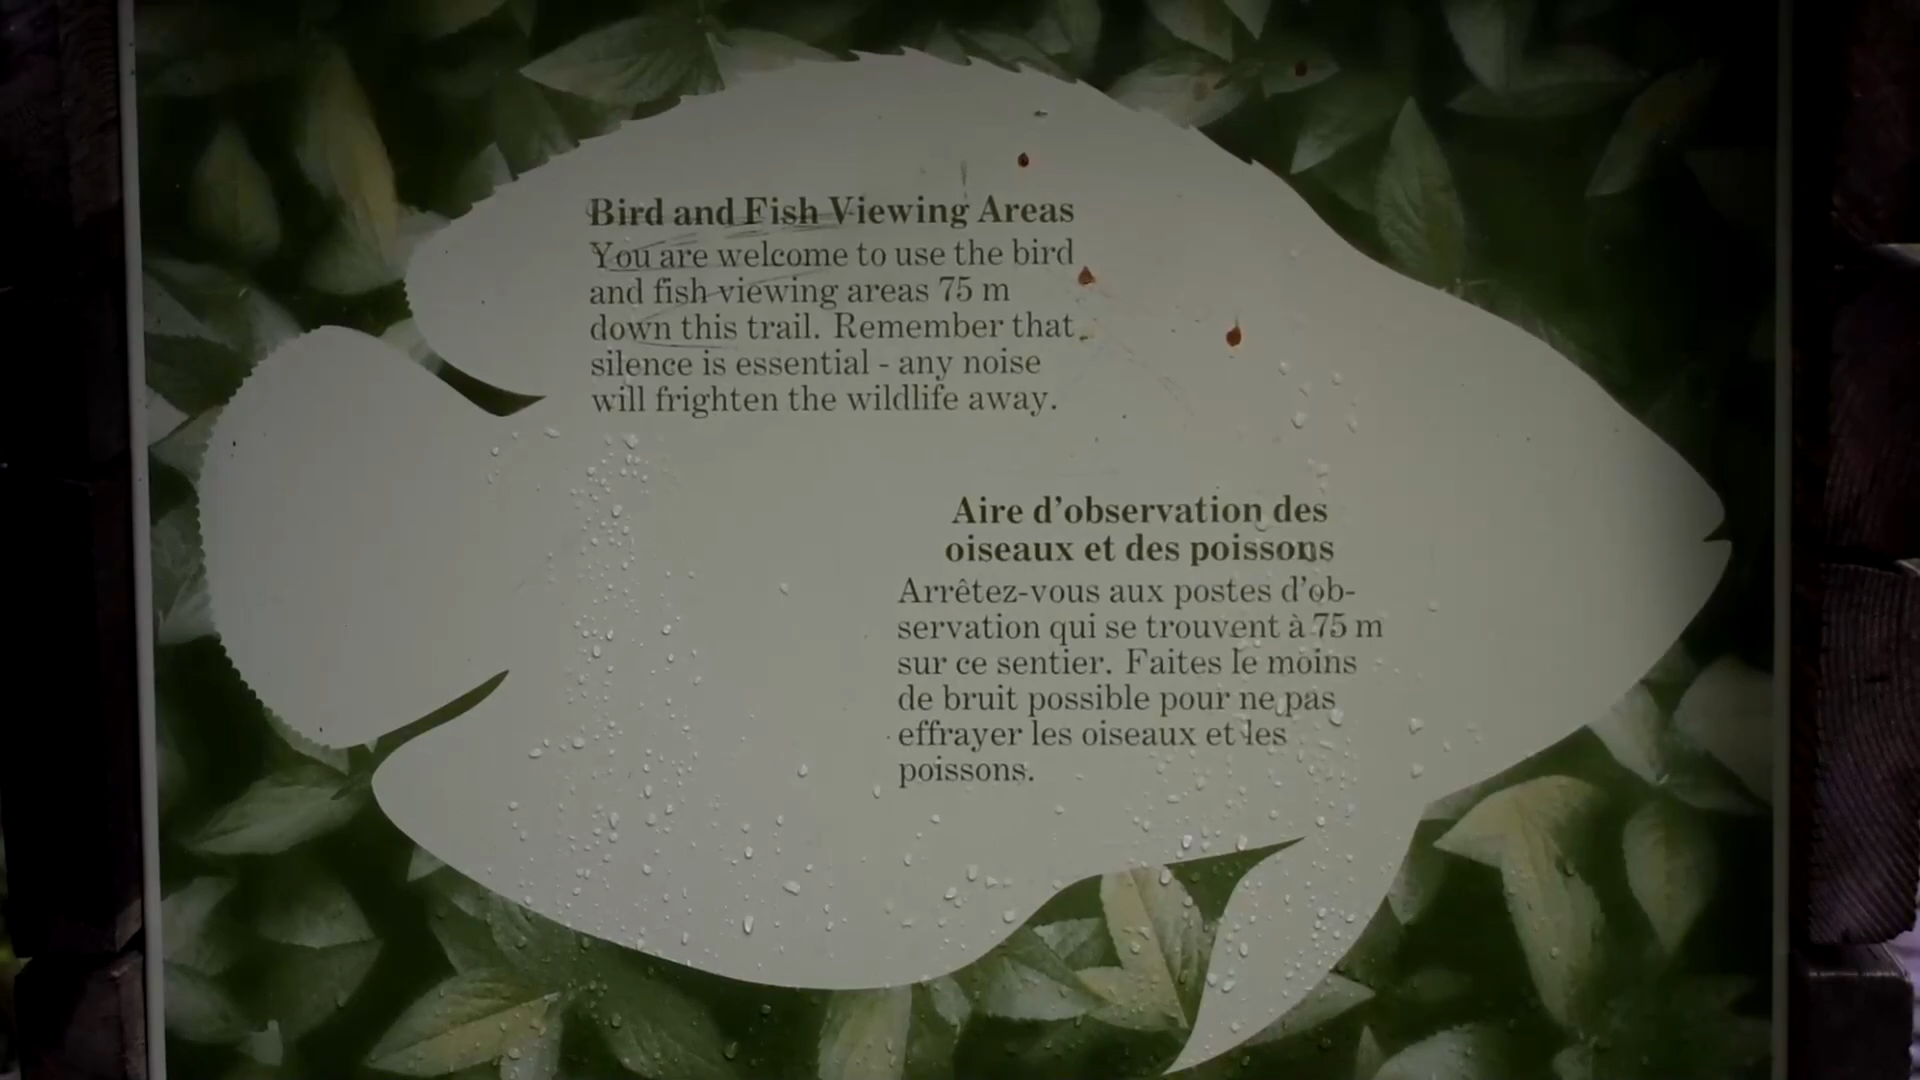 Bird and Fish Viewing Areas
You are welcome to use the bird
and fish viewing areas 75 m
down this trail. Remember that
silence is essential - any noise
will frighten the wildlife away.
Aire d'observation des
oiseaux et des poissons
Arrêtez-vous aux postes d'ob-
servation qui se trouvent à 75 m
sur ce sentier. Faites le moins
de bruit possible pour ne pas
effrayer les oiseaux et les
poissons.